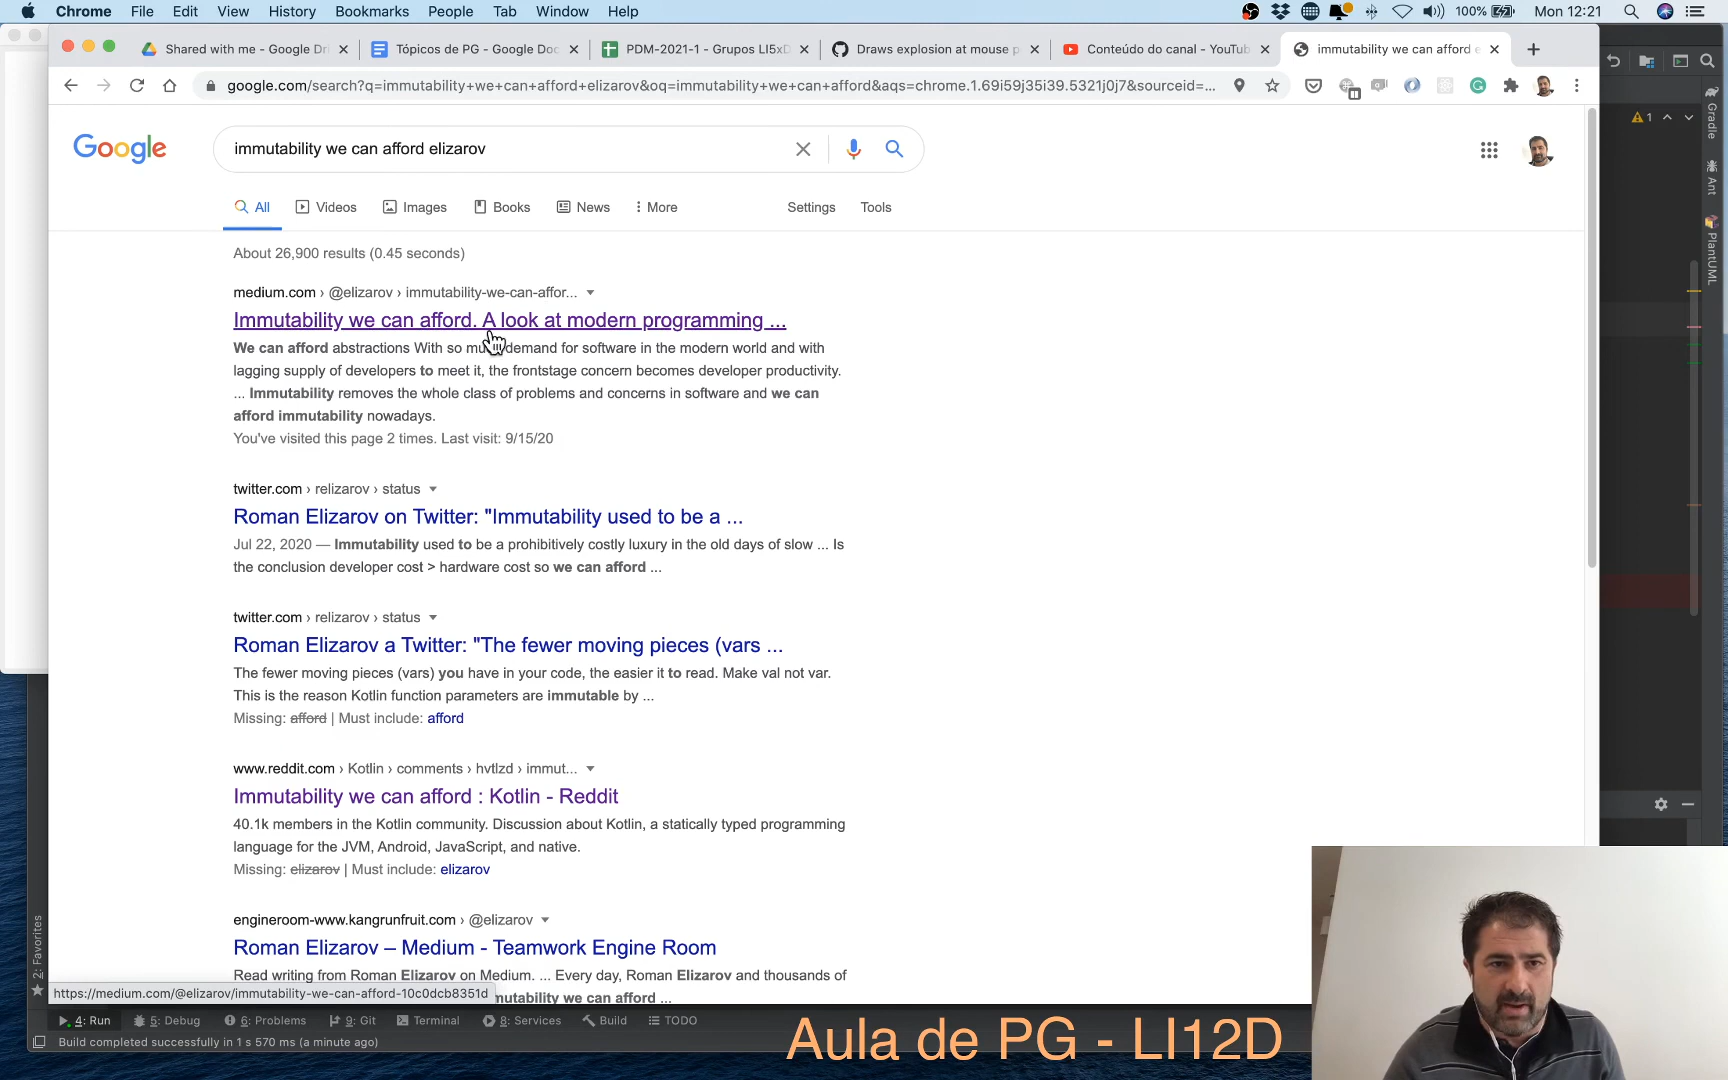 Chrome File Edit View History Bookmarks People Tab Window Help 100% Mon 12:21
Shared with me - Google Dri Tópicos de PG - Google Doc PDM-2021-1 - Grupos LI5xD Draws explosion at mouse p Conteúdo do canal - YouTub immutability we can afford e
google.com/search?q=immutability+we+can+afford+elizarov&oq=immutability+we+can+afford&aqs=chrome.1.69i59j35i39.5321j0j7&sourceid=...
1
Gradle
Ant
PlantUML
Google
immutability we can afford elizarov
All Videos Images Books News More Settings Tools
About 26,900 results (0.45 seconds)
medium.com › @elizarov › immutability-we-can-affor...
Immutability we can afford. A look at modern programming ...
We can afford abstractions With so mu demand for software in the modern world and with
lagging supply of developers to meet it, the frontstage concern becomes developer productivity.
... Immutability removes the whole class of problems and concerns in software and we can
afford immutability nowadays.
You've visited this page 2 times. Last visit: 9/15/20
twitter.com › relizarov › status
Roman Elizarov on Twitter: "Immutability used to be a ...
Jul 22, 2020 — Immutability used to be a prohibitively costly luxury in the old days of slow ... Is
the conclusion developer cost > hardware cost so we can afford ...
twitter.com › relizarov › status
Roman Elizarov a Twitter: "The fewer moving pieces (vars ...
The fewer moving pieces (vars) you have in your code, the easier it to read. Make val not var.
This is the reason Kotlin function parameters are immutable by ...
Missing: afford | Must include: afford
www.reddit.com › Kotlin › comments › hvtlzd › immut...
Immutability we can afford : Kotlin - Reddit
40.1k members in the Kotlin community. Discussion about Kotlin, a statically typed programming
language for the JVM, Android, JavaScript, and native.
Missing: elizarov | Must include: elizarov
engineroom-www.kangrunfruit.com › @elizarov
Roman Elizarov – Medium - Teamwork Engine Room
Read writing from Roman Elizarov on Medium. ... Every day, Roman Elizarov and thousands of
mutability we can afford ...
https://medium.com/@elizarov/immutability-we-can-afford-10c0dcb8351d
2: Favorites
4: Run 5: Debug 6: Problems 9: Git Terminal 8: Services Build TODO
Build completed successfully in 1 s 570 ms (a minute ago)
Aula de PG - LI12D